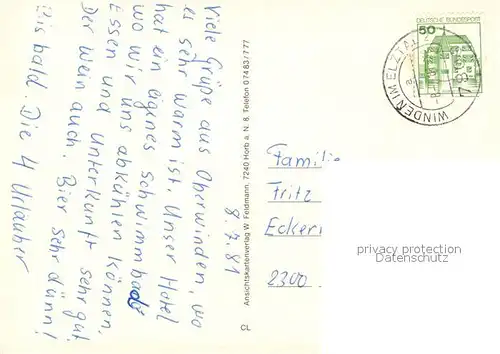 8.7.81
Viele Grüße aus Oberwinden, wo
es sehr warm ist. Unser Hotel
hat ein eigenes Schwimmbad
wo wir uns abkühlen können.
Essen und Unterkunft sehr gut
Der Wein auch. Bier sehr dünn!
Bis bald. Die 4 Urlauber
CL Ansichtskartenverlag W. Feldmann, 7240 Horb a. N. 8, Telefon 07483/777
DEUTSCHE BUNDESPOST
50
WINDEN IM ELZTAL
Familie
Fritz
Eckert
2300
privacy protection
Datenschutz